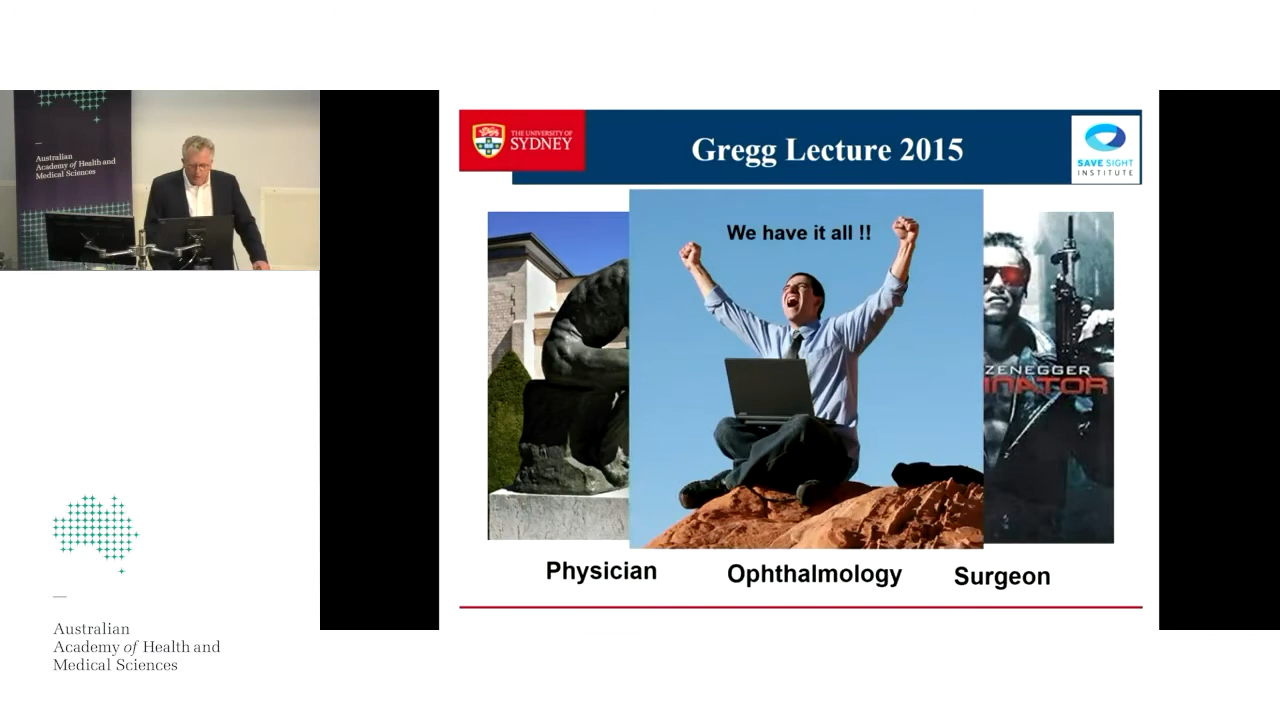 Australian
Academy of Health and
Medical Sciences
THE UNIVERSITY OF
SYDNEY
Gregg Lecture 2015
SAVE SIGHT
INSTITUTE
We have it all !!
ZENEGGER
INATOR
Physician
Ophthalmology
Surgeon
Australian
Academy of Health and
Medical Sciences